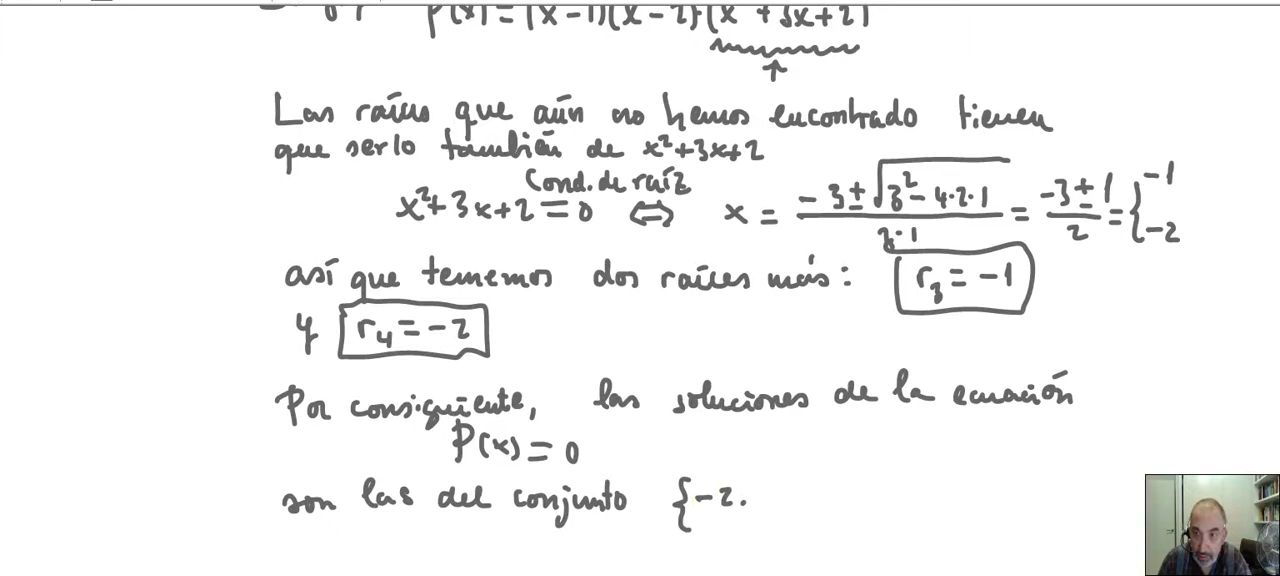 P(x) = (x-1)(x-2)(x²+3x+2)
Las raíces que aún no hemos encontrado tienen
que serlo también de x²+3x+2
Cond. de raíz
x²+3x+2=0 ⇔ x = (-3±√(3²-4·2·1))/(2·1) = (-3±1)/2 = { -1 -2
así que tenemos dos raíces más: r₃ = -1
y r₄ = -2
Por consiguiente, las soluciones de la ecuación
P(x) = 0
son las del conjunto {-2.